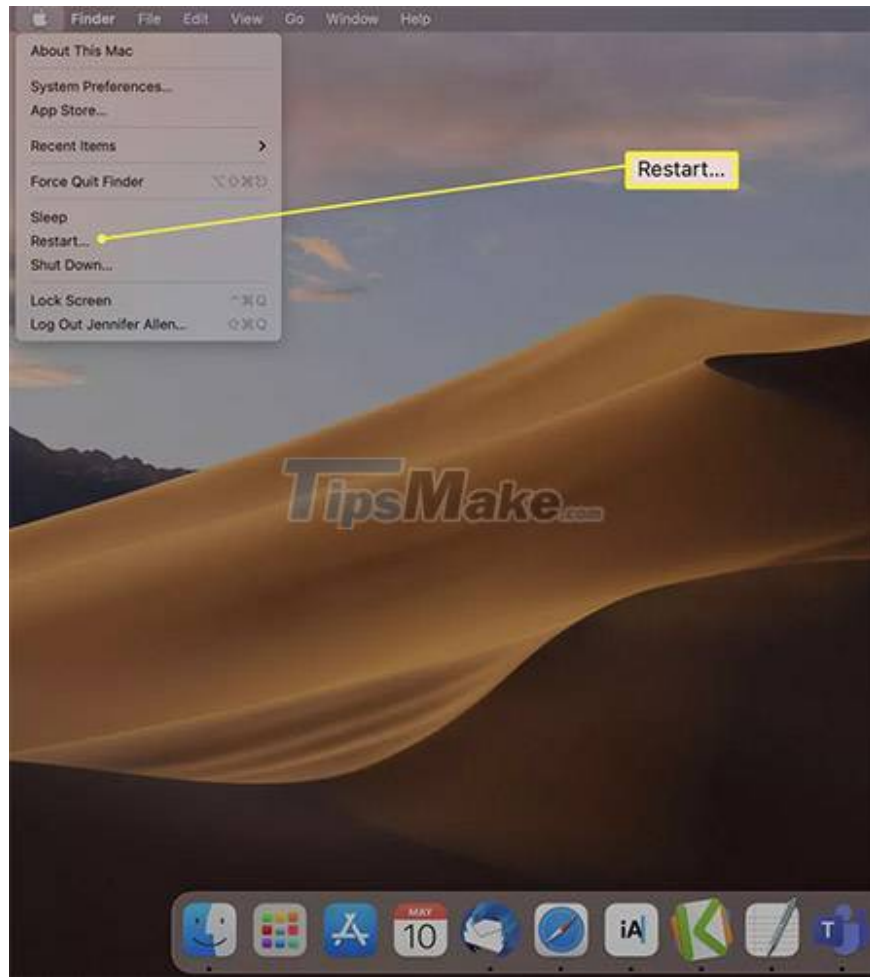 Finder File Edit View Go Window Help
About This Mac
System Preferences...
App Store...
Recent Items
Force Quit Finder
Sleep
Restart...
Shut Down...
Lock Screen ⌃⌘Q
Log Out Jennifer Allen... ⇧⌘Q
Restart...
TipsMake.com
MAY
10
iA
T